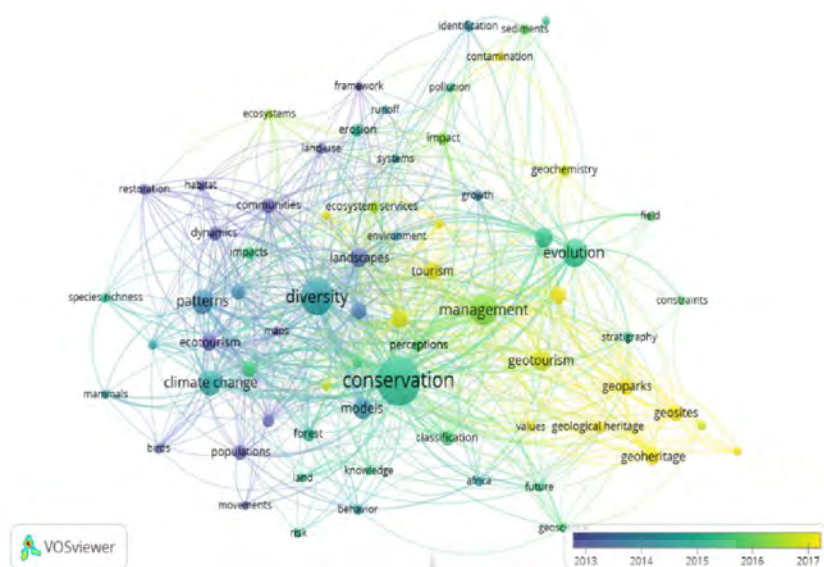 identification
sediments
contamination
framework
pollution
ecosystems
runoff
erosion
impact
land-use
systems
geochemistry
restoration
habitat
growth
communities
ecosystem services
field
dynamics
environment
impacts
landscapes
evolution
tourism
species richness
patterns
diversity
management
constraints
maps
ecotourism
perceptions
stratigraphy
geotourism
climate change
conservation
mammals
geoparks
models
geosites
values
geological heritage
forest
classification
birds
populations
geoheritage
land
knowledge
africa
future
movements
behavior
risk
VOSviewer
2013
2014
2015
2016
2017